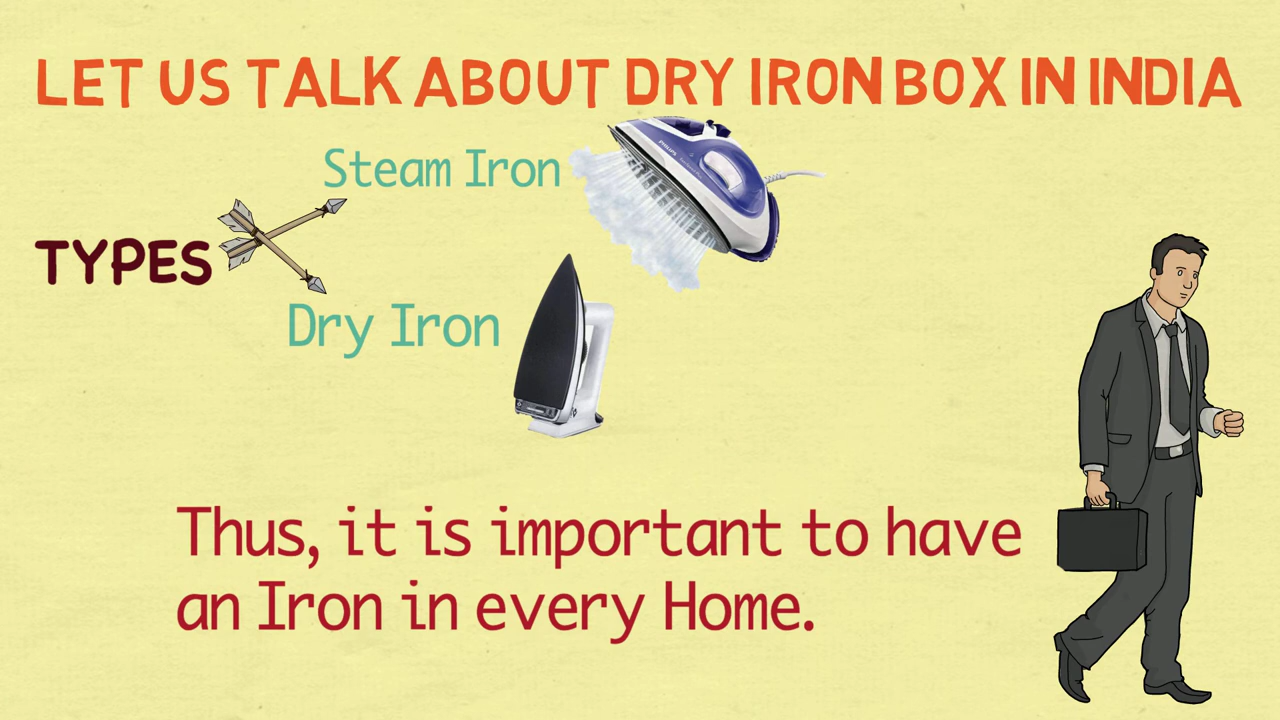 LET US TALK ABOUT DRY IRON BOX IN INDIA
Steam Iron
PHILIPS
TYPES
Dry Iron
Thus, it is important to have
an Iron in every Home.